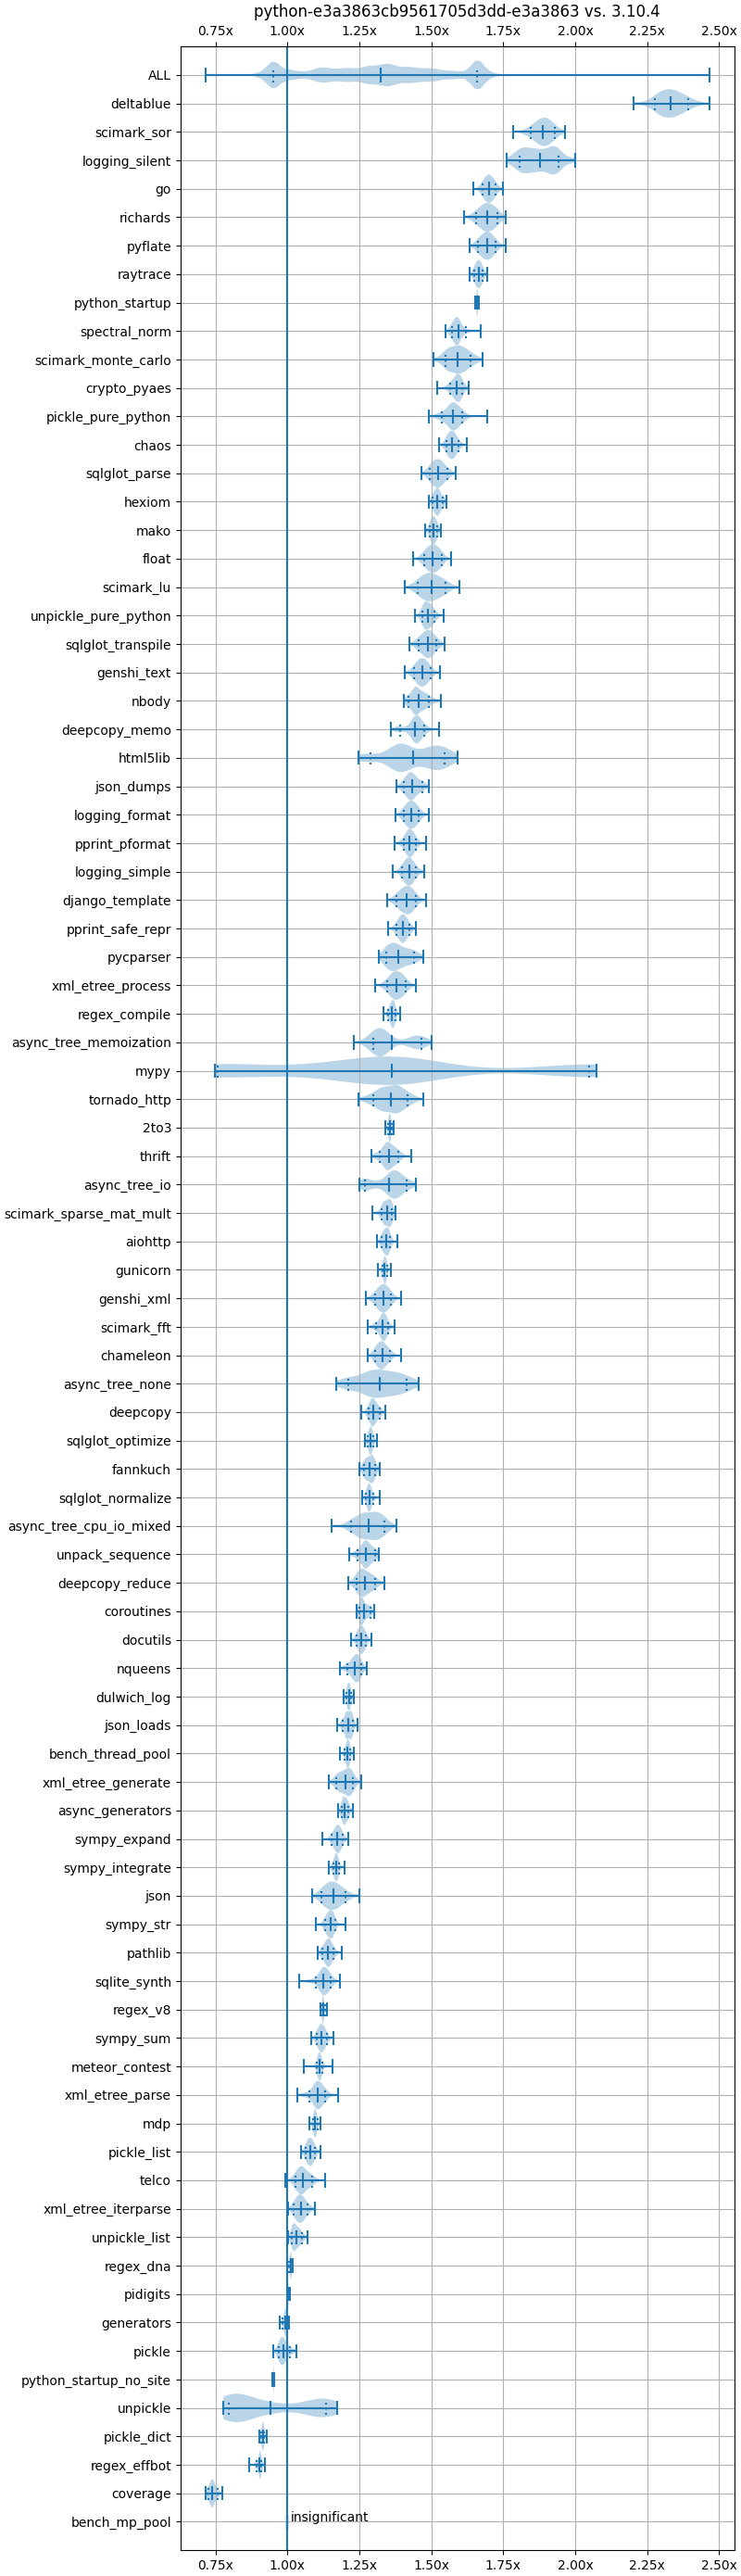 python-e3a3863cb9561705d3dd-e3a3863 vs. 3.10.4
0.75x 1.00x 1.25x 1.50x 1.75x 2.00x 2.25x 2.50x
ALL
deltablue
scimark_sor
logging_silent
go
richards
pyflate
raytrace
python_startup
spectral_norm
scimark_monte_carlo
crypto_pyaes
pickle_pure_python
chaos
sqlglot_parse
hexiom
mako
float
scimark_lu
unpickle_pure_python
sqlglot_transpile
genshi_text
nbody
deepcopy_memo
html5lib
json_dumps
logging_format
pprint_pformat
logging_simple
django_template
pprint_safe_repr
pycparser
xml_etree_process
regex_compile
async_tree_memoization
mypy
tornado_http
2to3
thrift
async_tree_io
scimark_sparse_mat_mult
aiohttp
gunicorn
genshi_xml
scimark_fft
chameleon
async_tree_none
deepcopy
sqlglot_optimize
fannkuch
sqlglot_normalize
async_tree_cpu_io_mixed
unpack_sequence
deepcopy_reduce
coroutines
docutils
nqueens
dulwich_log
json_loads
bench_thread_pool
xml_etree_generate
async_generators
sympy_expand
sympy_integrate
json
sympy_str
pathlib
sqlite_synth
regex_v8
sympy_sum
meteor_contest
xml_etree_parse
mdp
pickle_list
telco
xml_etree_iterparse
unpickle_list
regex_dna
pidigits
generators
pickle
python_startup_no_site
unpickle
pickle_dict
regex_effbot
coverage
bench_mp_pool insignificant
0.75x 1.00x 1.25x 1.50x 1.75x 2.00x 2.25x 2.50x